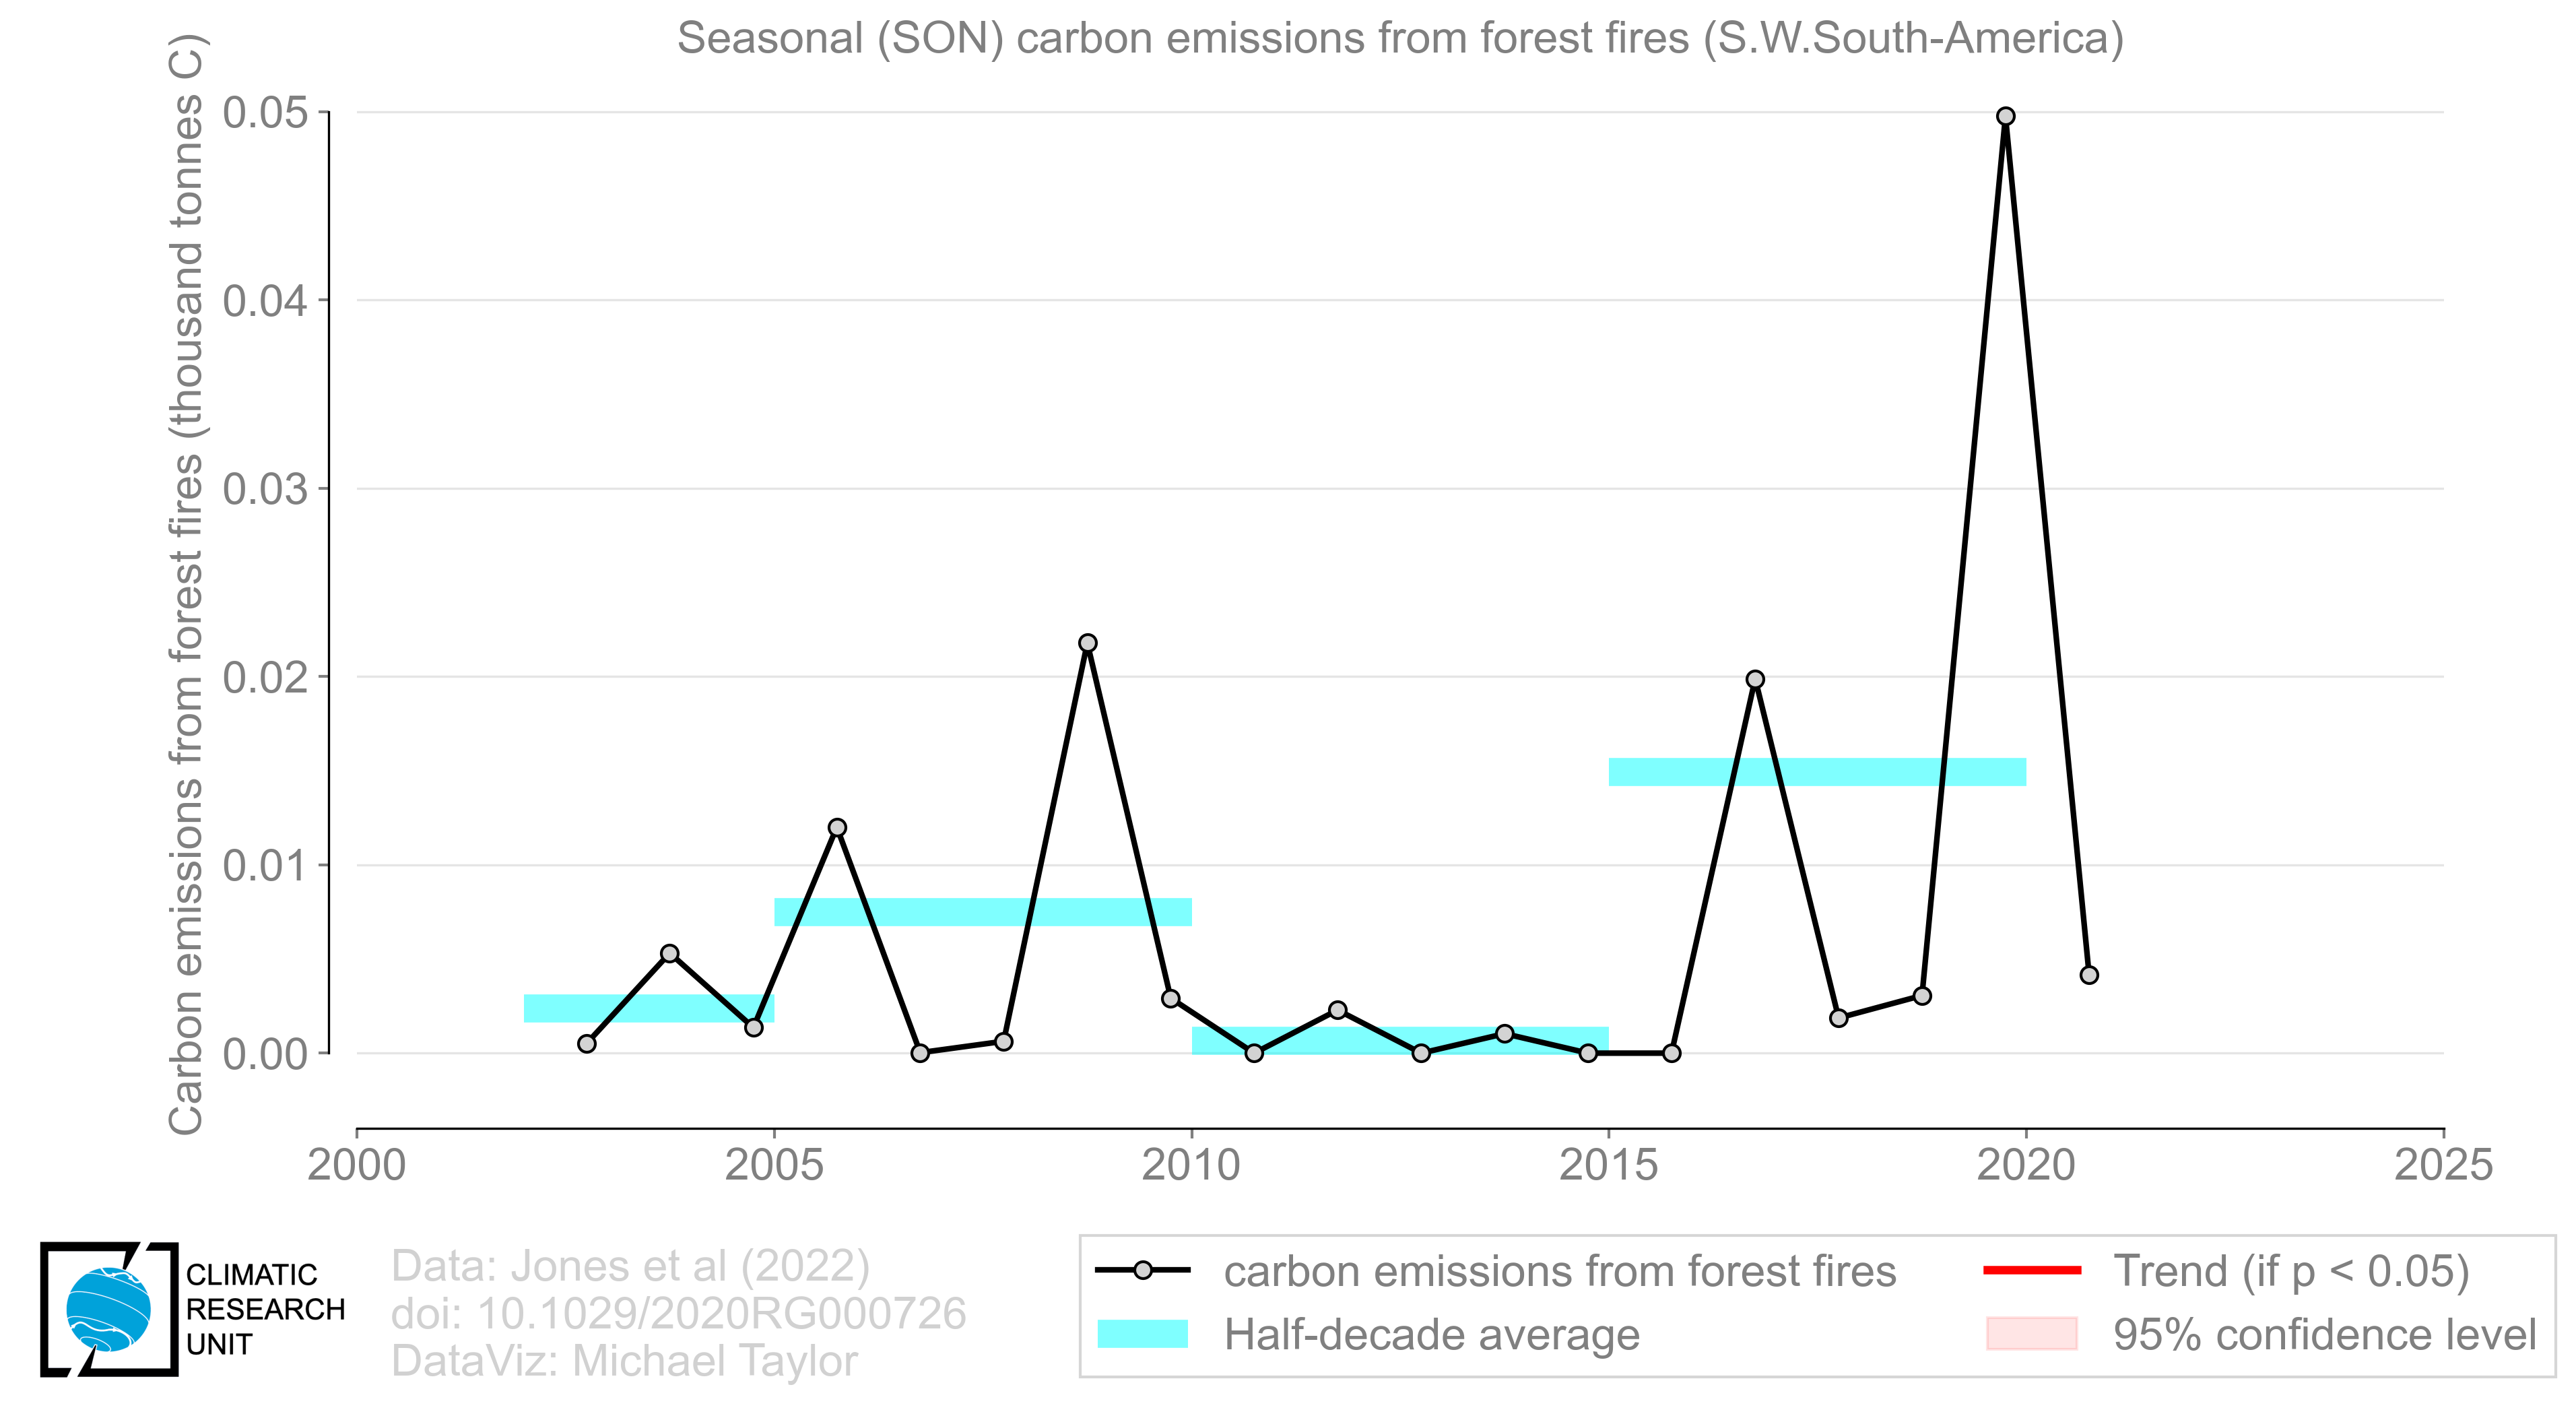 Seasonal (SON) carbon emissions from forest fires (S.W.South-America)
Carbon emissions from forest fires (thousand tonnes C)
0.05
0.04
0.03
0.02
0.01
0.00
2000 2005 2010 2015 2020 2025
CLIMATIC
RESEARCH
UNIT
Data: Jones et al (2022)
doi: 10.1029/2020RG000726
DataViz: Michael Taylor
carbon emissions from forest fires
Half-decade average
Trend (if p < 0.05)
95% confidence level